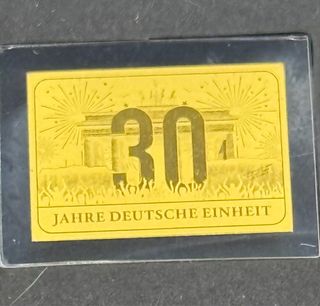 30
JAHRE DEUTSCHE EINHEIT